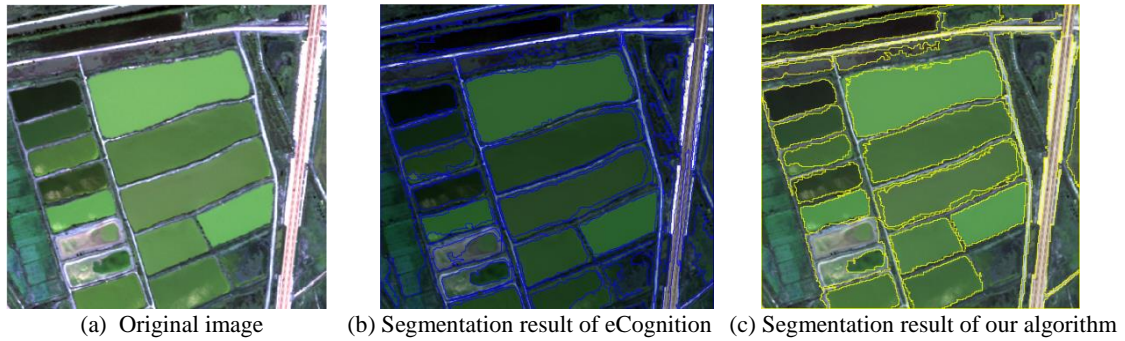 (a) Original image
(b) Segmentation result of eCognition
(c) Segmentation result of our algorithm